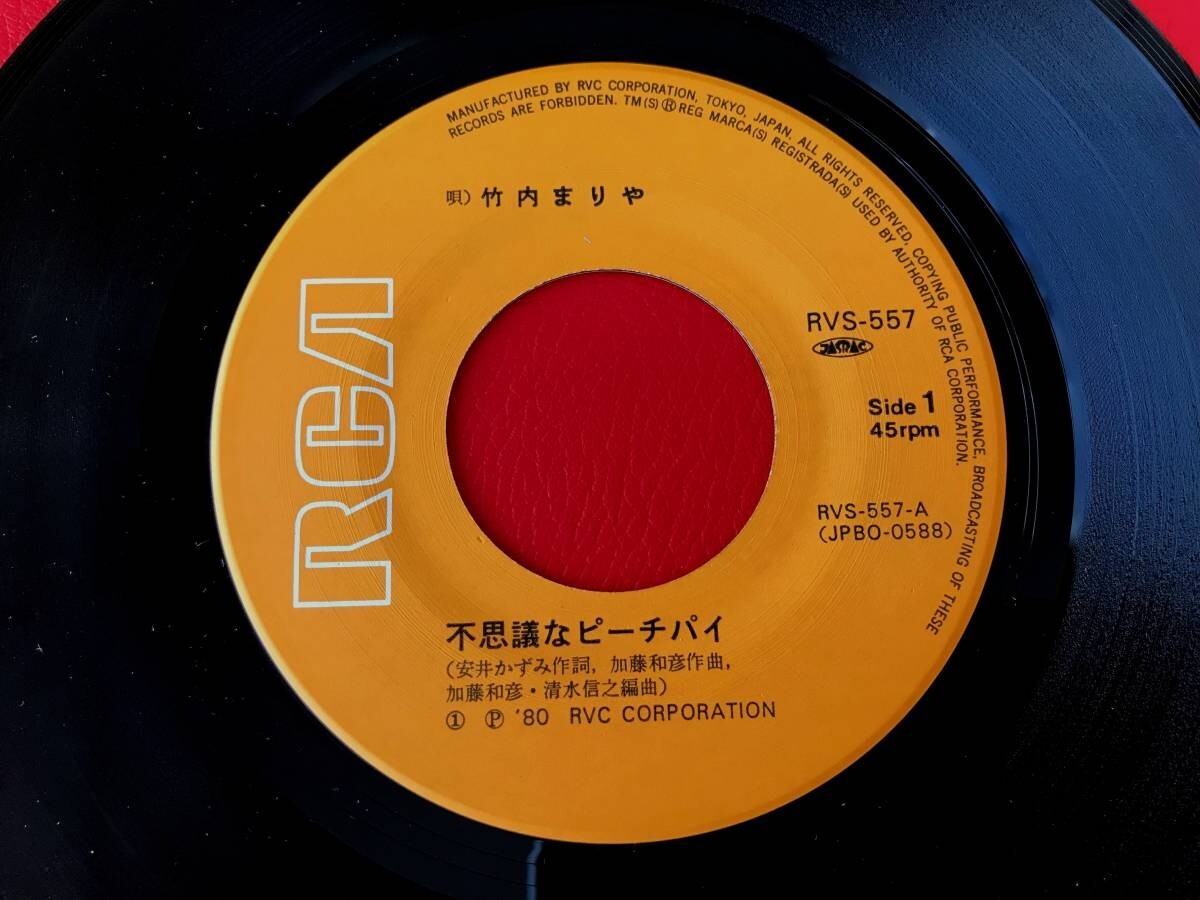 MANUFACTURED BY RVC CORPORATION, TOKYO, JAPAN. ALL RIGHTS RESERVED, COPYING PUBLIC PERFORMANCE, BROADCASTING OF THESE
RECORDS ARE FORBIDDEN. TM(S) ® REG MARCA(S) REGISTRADA(S) USED BY AUTHORITY OF RCA CORPORATION.
唄) 竹内まりや
RCA
RVS-557
JASRAC
Side 1
45rpm
RVS-557-A
(JPBO-0588)
不思議なピーチパイ
(安井かずみ作詞, 加藤和彦作曲,
加藤和彦・清水信之編曲)
① Ⓟ '80 RVC CORPORATION